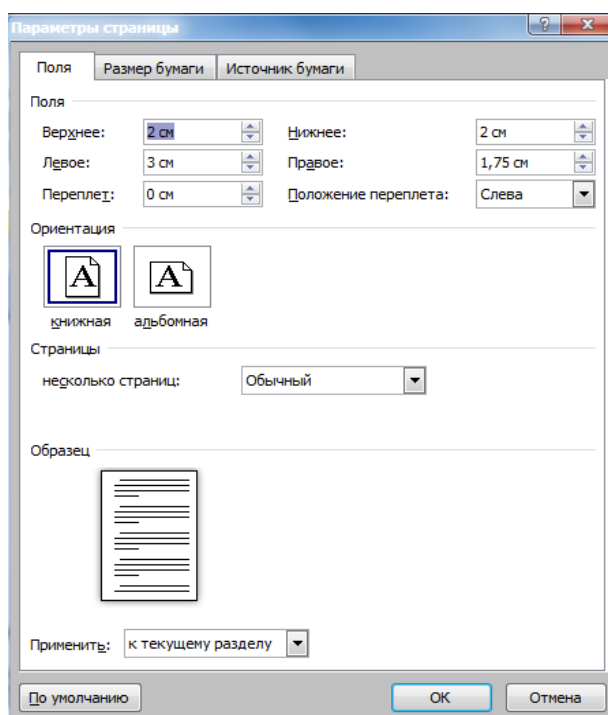 Параметры страницы
Поля Размер бумаги Источник бумаги
Поля
Верхнее: 2 см Нижнее: 2 см
Левое: 3 см Правое: 1,75 см
Переплет: 0 см Положение переплета: Слева
Ориентация
A A
книжная альбомная
Страницы
несколько страниц: Обычный
Образец
Применить: к текущему разделу
По умолчанию ОК Отмена